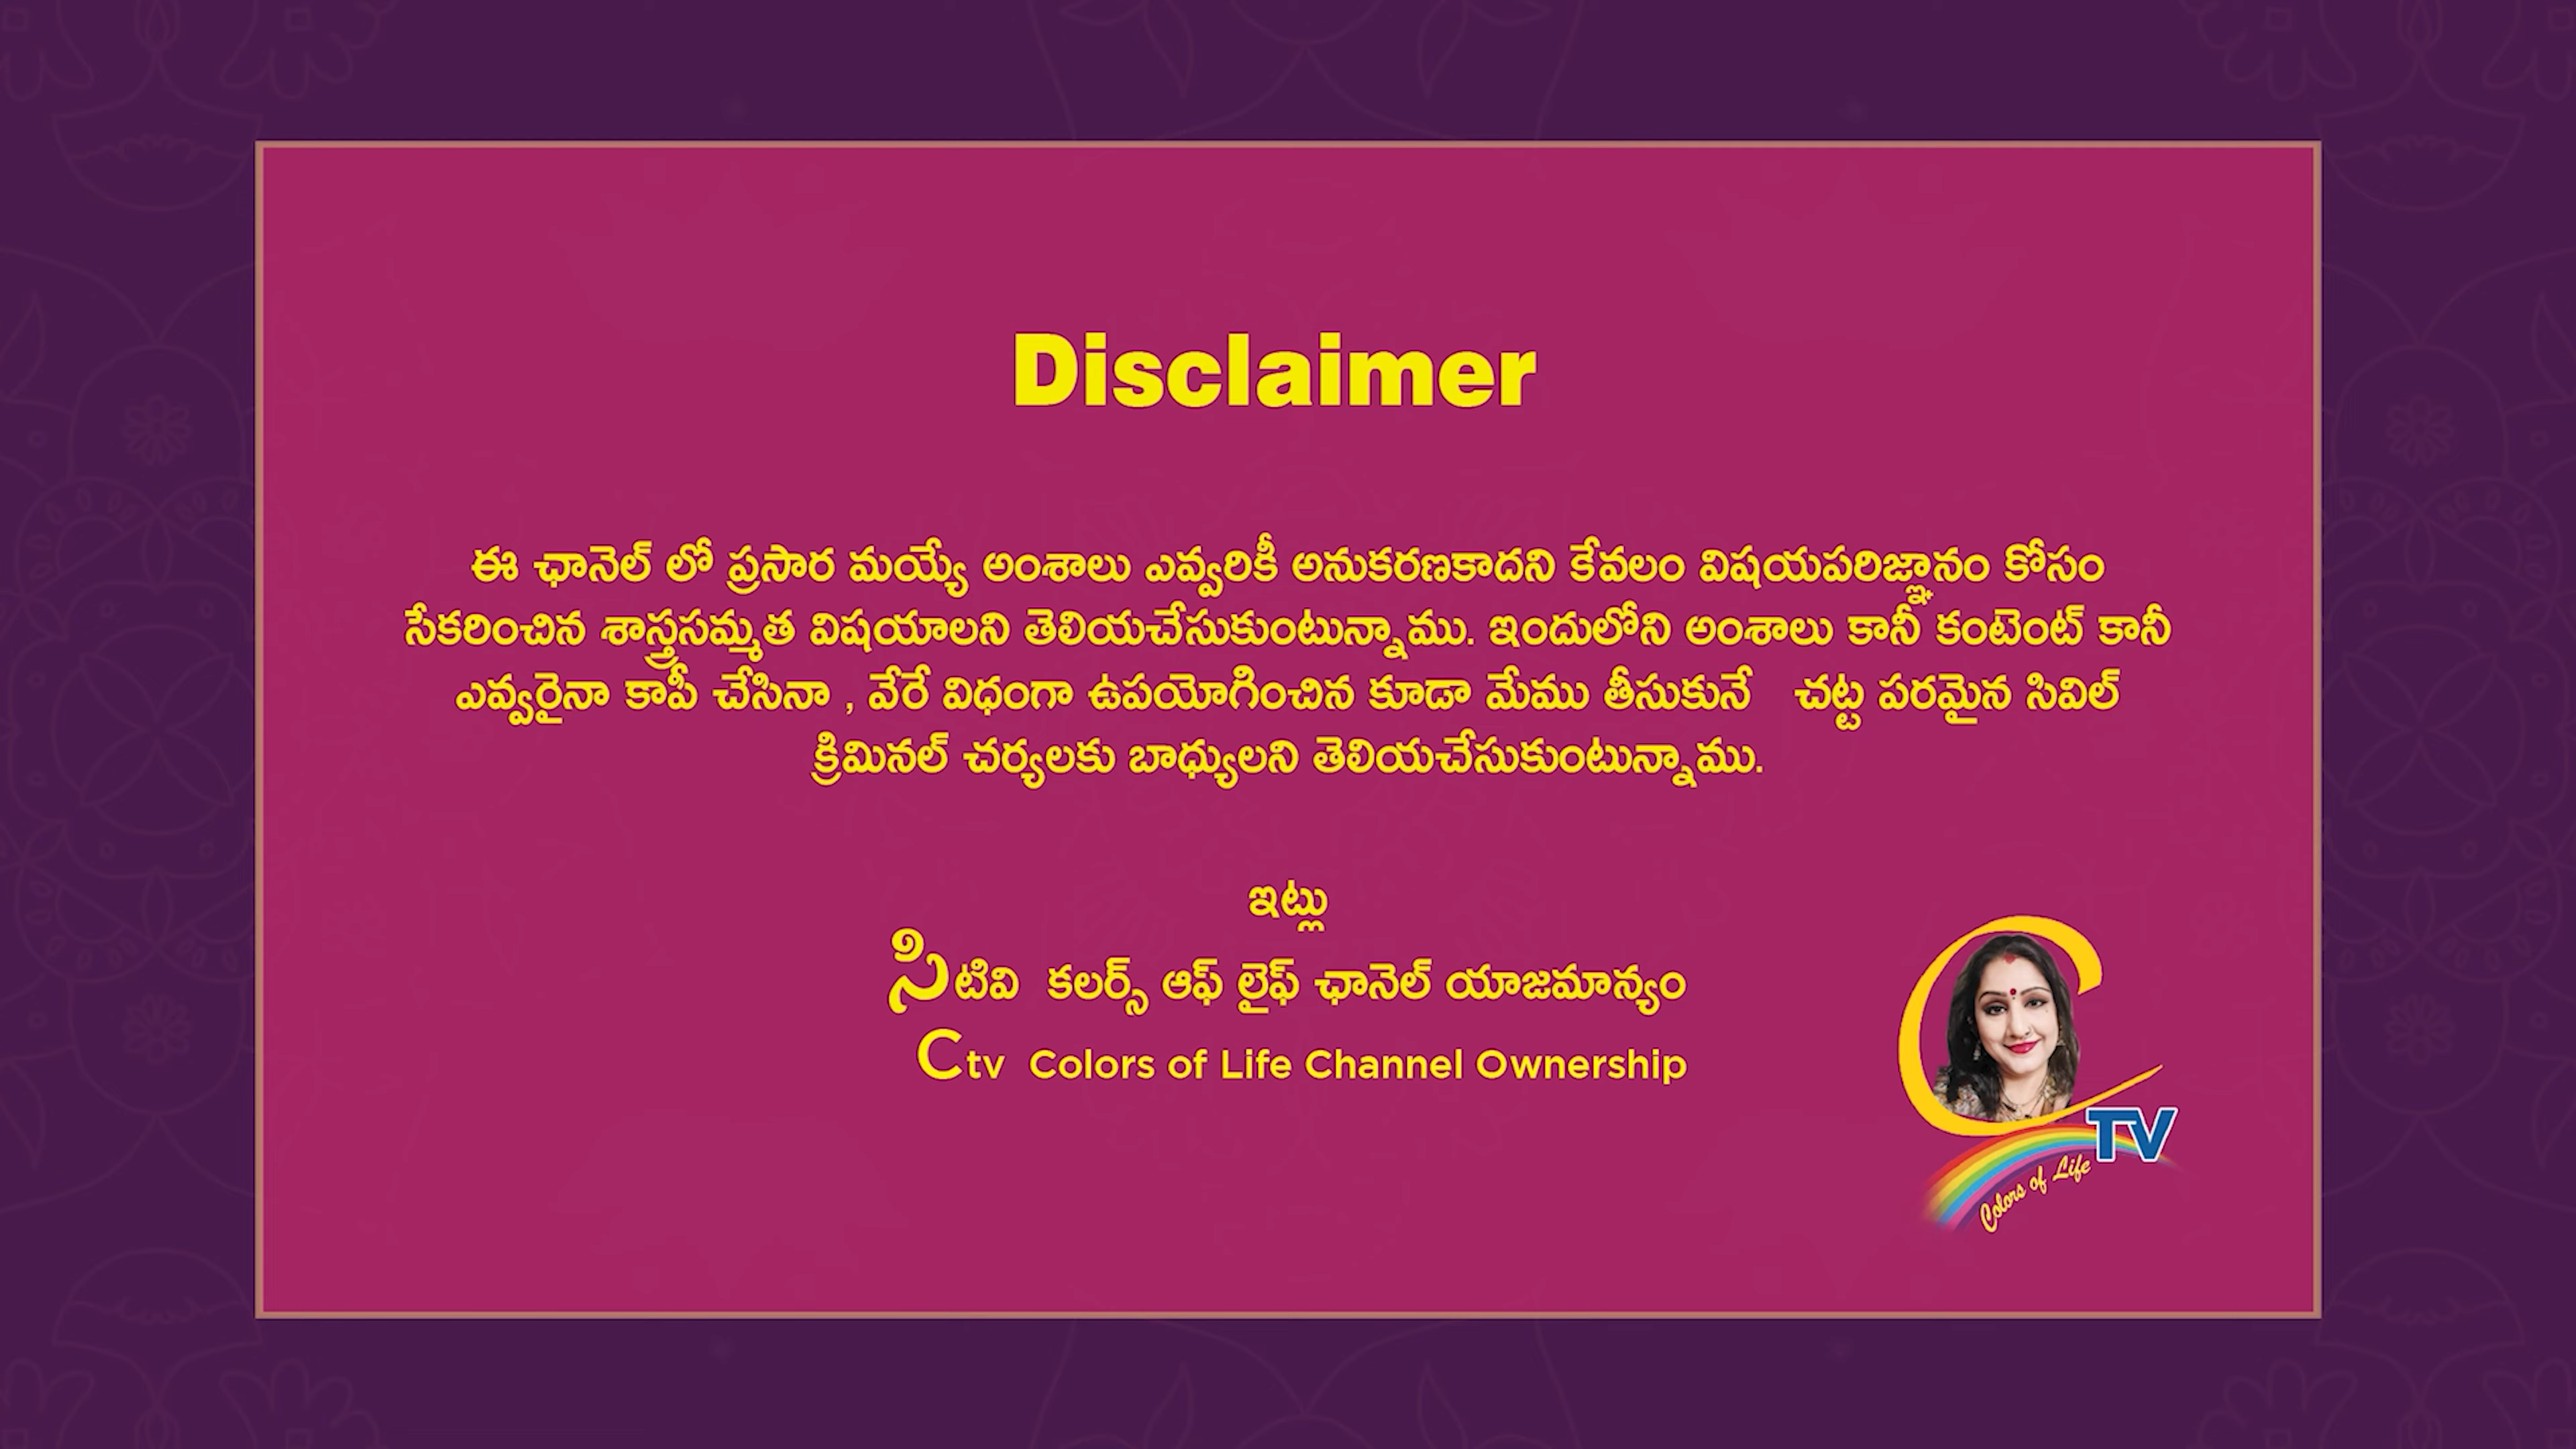 Disclaimer
ఈ ఛానెల్ లో ప్రసార మయ్యే అంశాలు ఎవ్వరికీ అనుకరణకాదని కేవలం విషయపరిజ్ఞానం కోసం
సేకరించిన శాస్త్రసమ్మత విషయాలని తెలియచేసుకుంటున్నాము. ఇందులోని అంశాలు కానీ కంటెంట్ కానీ
ఎవ్వరైనా కాపీ చేసినా , వేరే విధంగా ఉపయోగించిన కూడా మేము తీసుకునే చట్ట పరమైన సివిల్
క్రిమినల్ చర్యలకు బాధ్యులని తెలియచేసుకుంటున్నాము.
ఇట్లు
సిటివి కలర్స్ ఆఫ్ లైఫ్ ఛానెల్ యాజమాన్యం
Ctv Colors of Life Channel Ownership
C TV
Colors of Life